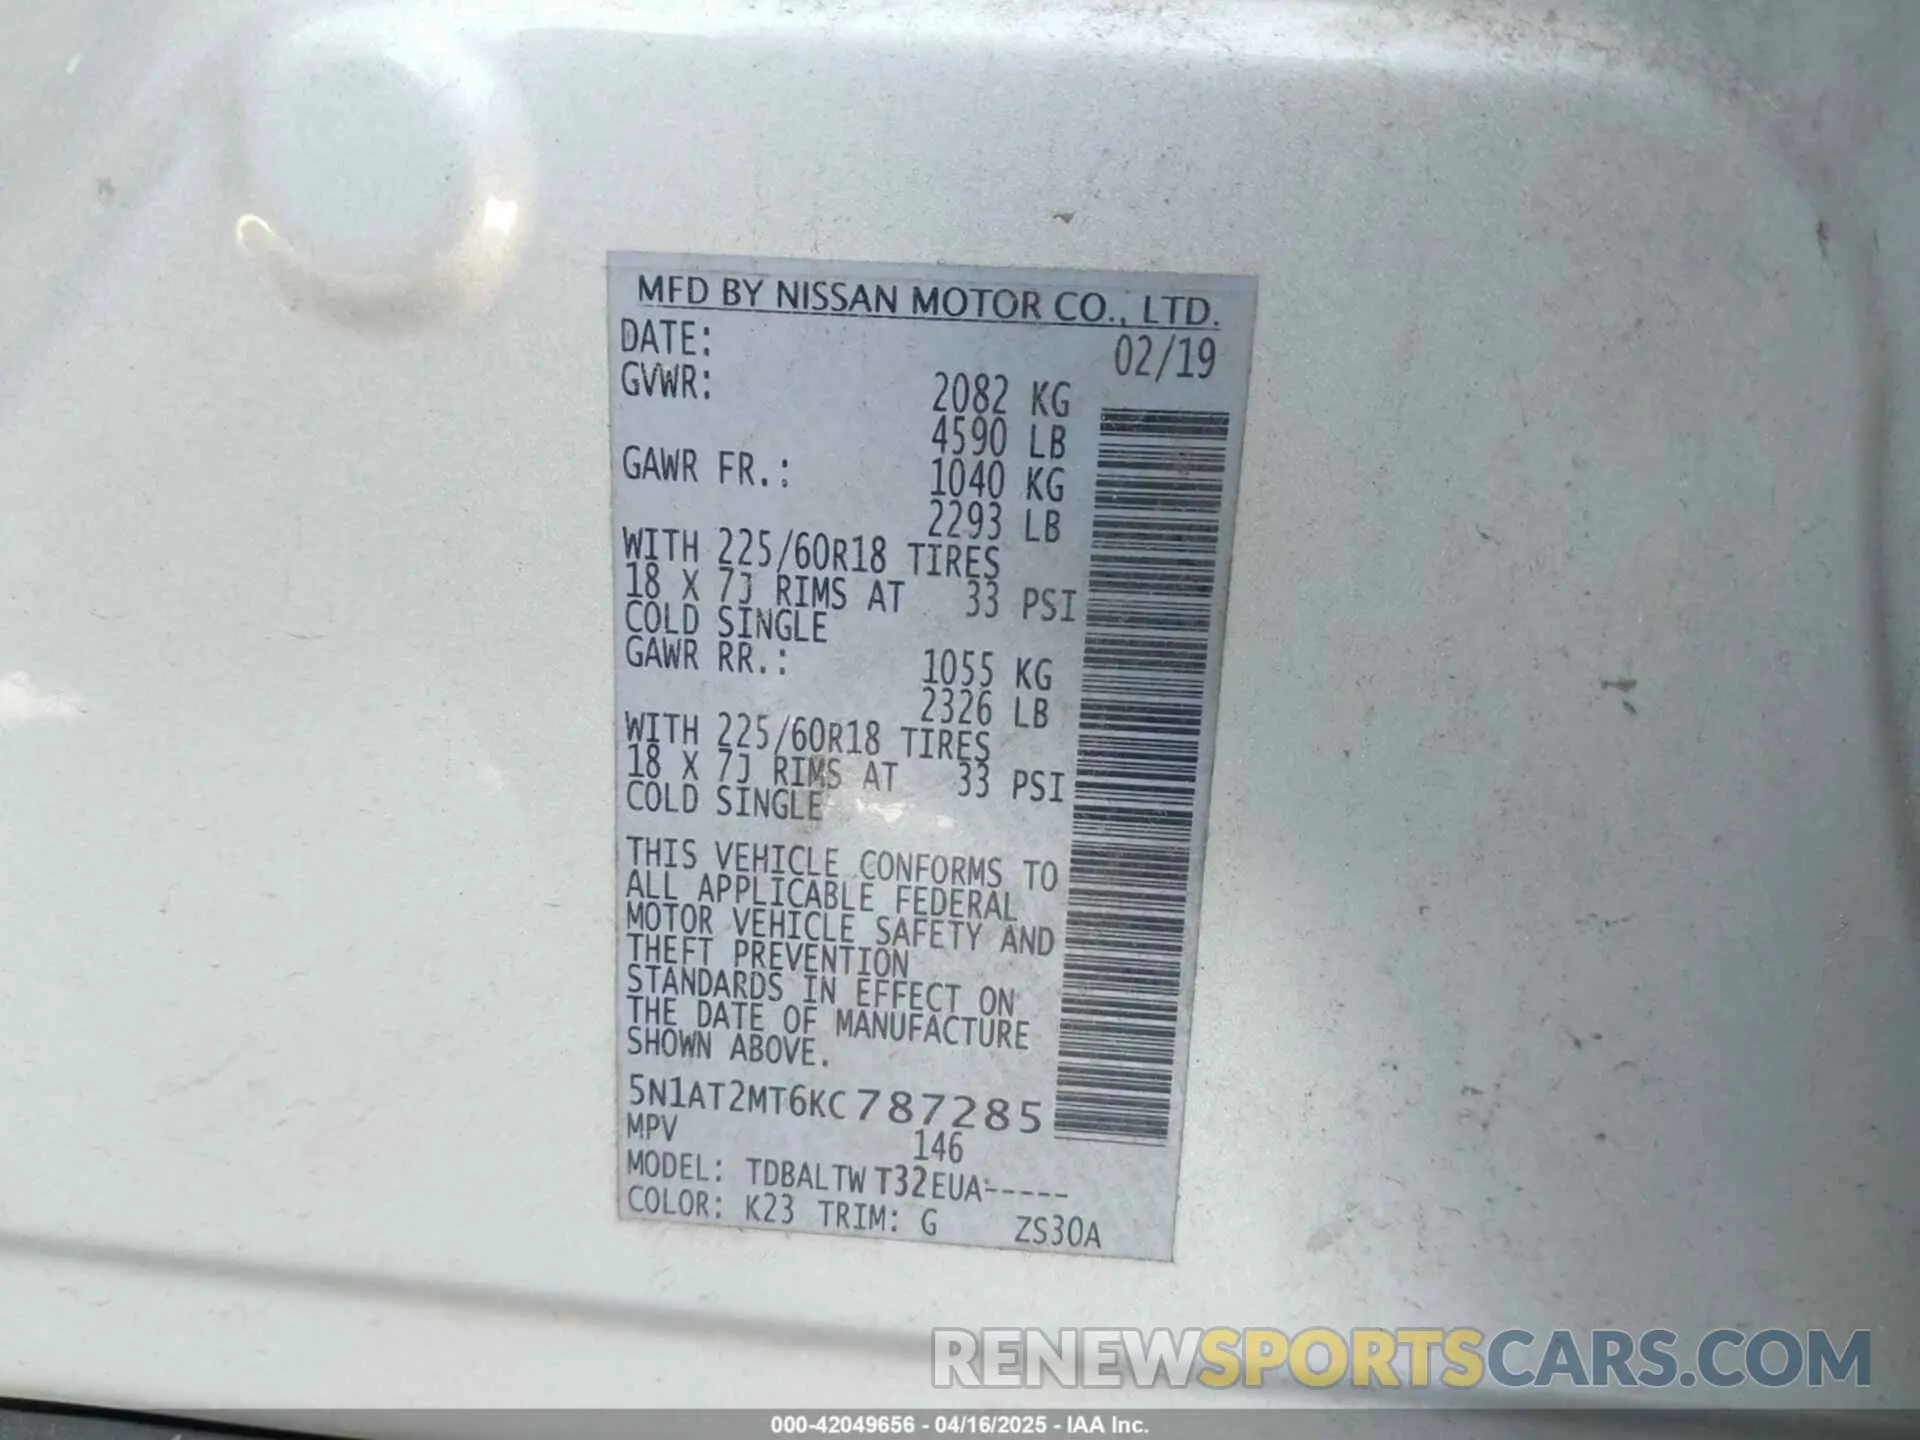 MFD BY NISSAN MOTOR CO., LTD.
DATE: 02/19
GVWR: 2082 KG
4590 LB
GAWR FR.: 1040 KG
2293 LB
WITH 225/60R18 TIRES
18 X 7J RIMS AT 33 PSI
COLD SINGLE
GAWR RR.: 1055 KG
2326 LB
WITH 225/60R18 TIRES
18 X 7J RIMS AT 33 PSI
COLD SINGLE
THIS VEHICLE CONFORMS TO
ALL APPLICABLE FEDERAL
MOTOR VEHICLE SAFETY AND
THEFT PREVENTION
STANDARDS IN EFFECT ON
THE DATE OF MANUFACTURE
SHOWN ABOVE.
5N1AT2MT6KC787285
MPV 146
MODEL: TDBALTW T32EUA-----
COLOR: K23 TRIM: G ZS30A
RENEWSPORTSCARS.COM
000-42049656 - 04/16/2025 - IAA Inc.